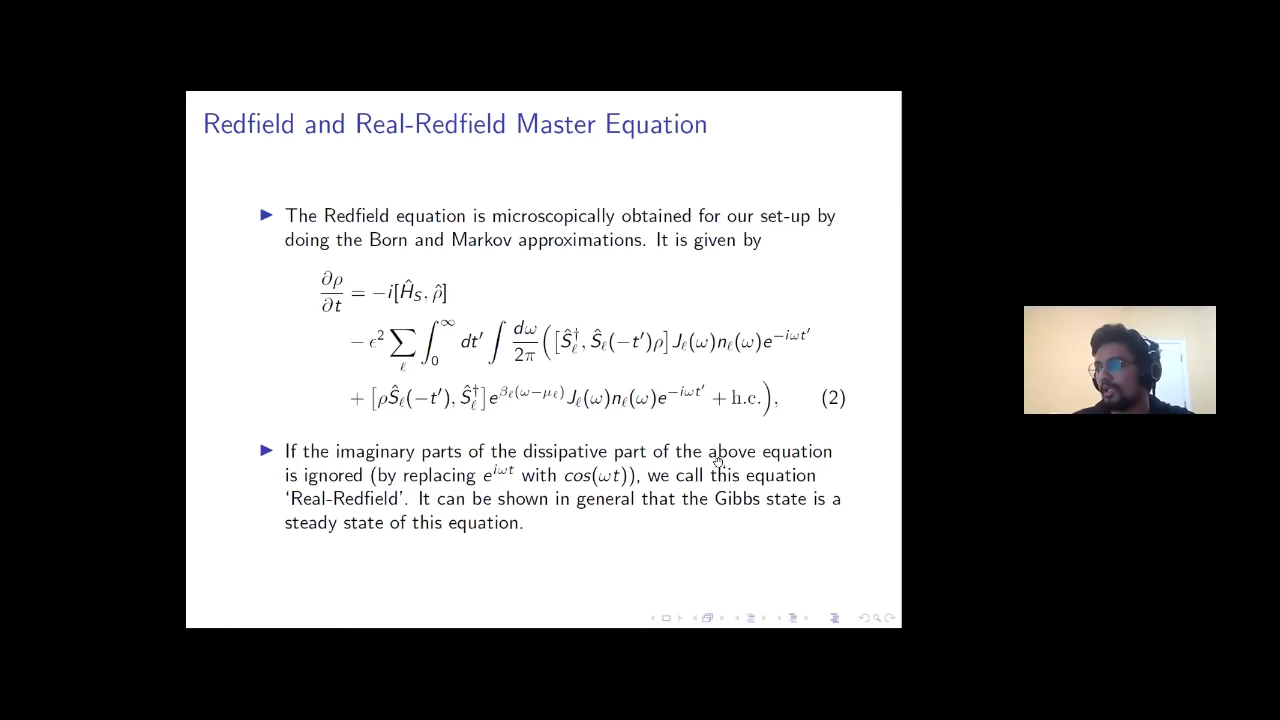 Redfield and Real-Redfield Master Equation
▶ The Redfield equation is microscopically obtained for our set-up by
doing the Born and Markov approximations. It is given by
∂ρ/∂t = −i[Ĥ_S, ρ̂]
− ϵ² ∑_ℓ ∫_0^∞ dt′ ∫ dω/2π ([Ŝ_ℓ^†, Ŝ_ℓ(−t′)ρ] J_ℓ(ω)n_ℓ(ω)e^{−iωt′}
+ [ρŜ_ℓ(−t′), Ŝ_ℓ^†] e^{β_ℓ(ω−μ_ℓ)} J_ℓ(ω)n_ℓ(ω)e^{−iωt′} + h.c.), (2)
▶ If the imaginary parts of the dissipative part of the above equation
is ignored (by replacing e^{iωt} with cos(ωt)), we call this equation
‘Real-Redfield’. It can be shown in general that the Gibbs state is a
steady state of this equation.